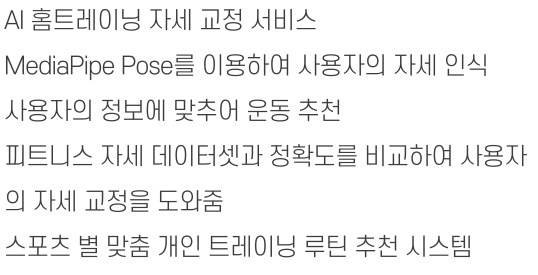 AI 홈트레이닝 자세 교정 서비스
MediaPipe Pose를 이용하여 사용자의 자세 인식
사용자의 정보에 맞추어 운동 추천
피트니스 자세 데이터셋과 정확도를 비교하여 사용자
의 자세 교정을 도와줌
스포츠 별 맞춤 개인 트레이닝 루틴 추천 시스템